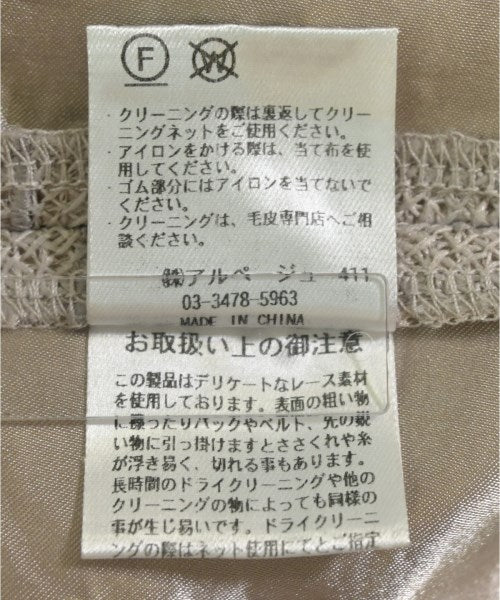 F W
・クリーニングの際は裏返してクリー
ニングネットをご使用ください。
・アイロンをかける際は、当て布を使
用してください。
・ゴム部分にはアイロンを当てないで
ください。
・クリーニングは、毛皮専門店へご相
談ください。
㈱アルページュ 411
03-3478-5963
MADE IN CHINA
お取扱い上の御注意
この製品はデリケートなレース素材
を使用しております。表面の粗い物
に擦ったりバックやベルト、先の鋭
い物に引っ掛けますとささくれや糸
が浮き易く、切れる事もあります。
長時間のドライクリーニングや他の
クリーニングの物によっても同様の
事が生じ易いです。ドライクリーニ
ングの際はネット使用にてとご指定